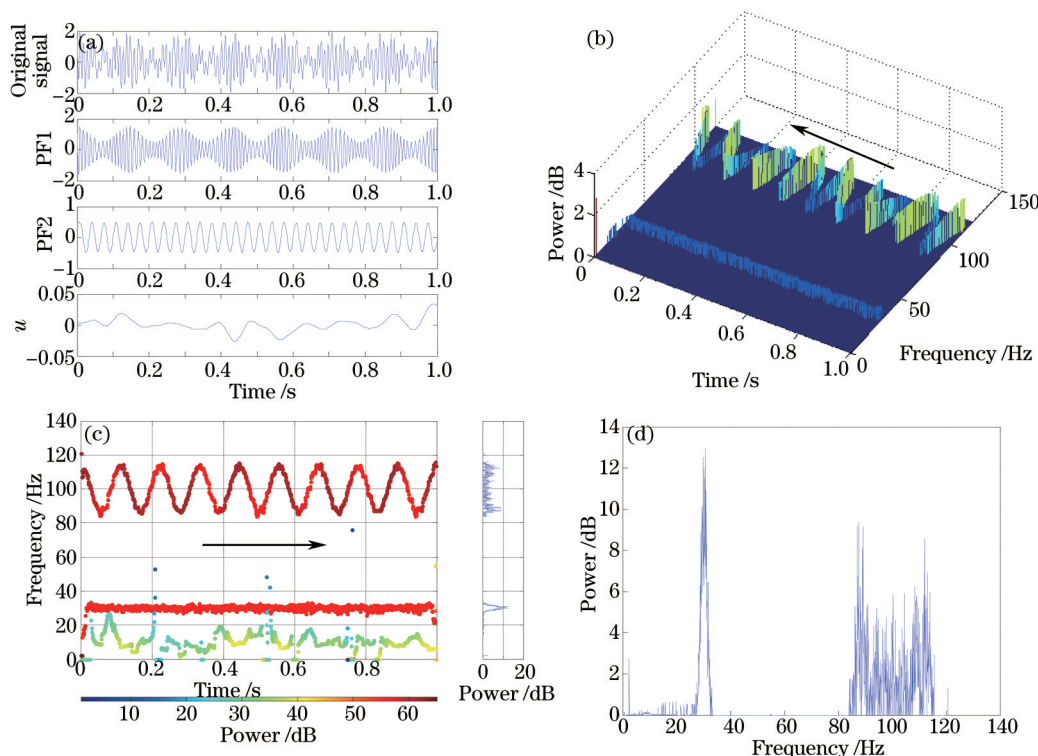 (a)
Original
signal
2
0
−2
0 0.2 0.4 0.6 0.8 1.0
PF1
2
0
−2
0 0.2 0.4 0.6 0.8 1.0
PF2
1
0
−1
0 0.2 0.4 0.6 0.8 1.0
u
0.05
0
−0.05
0 0.2 0.4 0.6 0.8 1.0
Time /s
(b)
Power /dB
4
2
0
0 0.2 0.4 0.6 0.8 1.0
Time /s
0 50 100 150
Frequency /Hz
(c)
Frequency /Hz
140
120
100
80
60
40
20
0
0.2 0.4 0.6 0.8
Time /s
0 10 20
Power /dB
10 20 30 40 50 60
Power /dB
(d)
Power /dB
14
12
10
8
6
4
2
0
0 20 40 60 80 100 120 140
Frequency /Hz